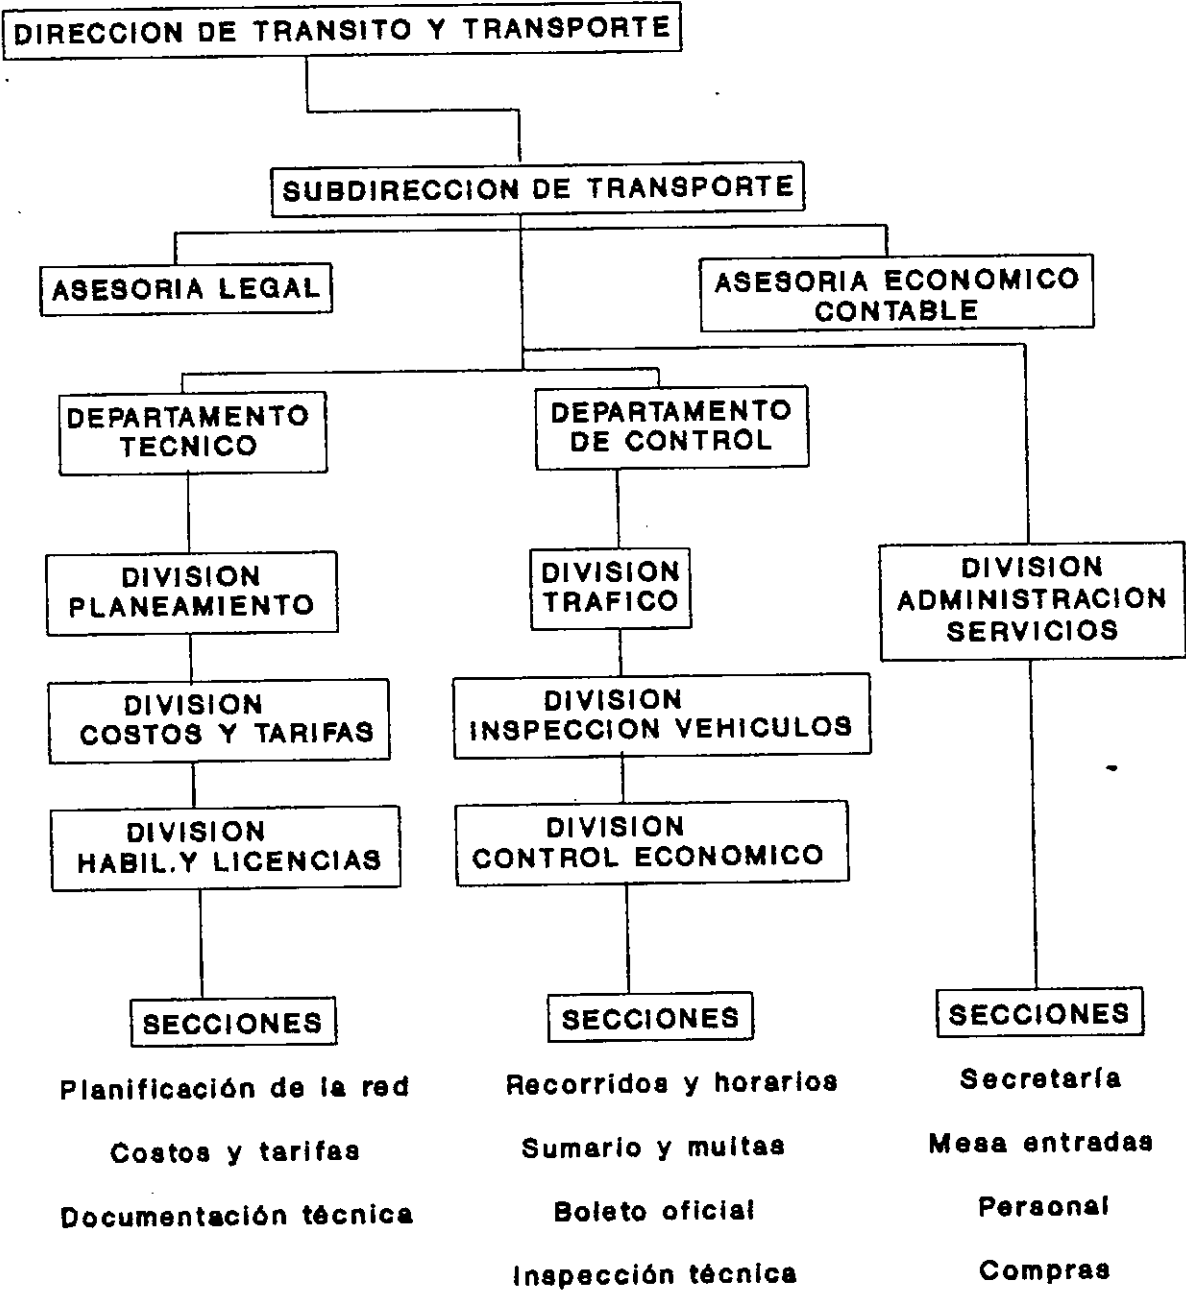 DIRECCION DE TRANSITO Y TRANSPORTE
SUBDIRECCION DE TRANSPORTE
ASESORIA LEGAL
ASESORIA ECONOMICO
CONTABLE
DEPARTAMENTO
TECNICO
DEPARTAMENTO
DE CONTROL
DIVISION
PLANEAMIENTO
DIVISION
TRAFICO
DIVISION
ADMINISTRACION
SERVICIOS
DIVISION
COSTOS Y TARIFAS
DIVISION
INSPECCION VEHICULOS
DIVISION
HABIL.Y LICENCIAS
DIVISION
CONTROL ECONOMICO
SECCIONES
Planificación de la red
Costos y tarifas
Documentación técnica
SECCIONES
Recorridos y horarios
Sumario y multas
Boleto oficial
Inspección técnica
SECCIONES
Secretaría
Mesa entradas
Personal
Compras